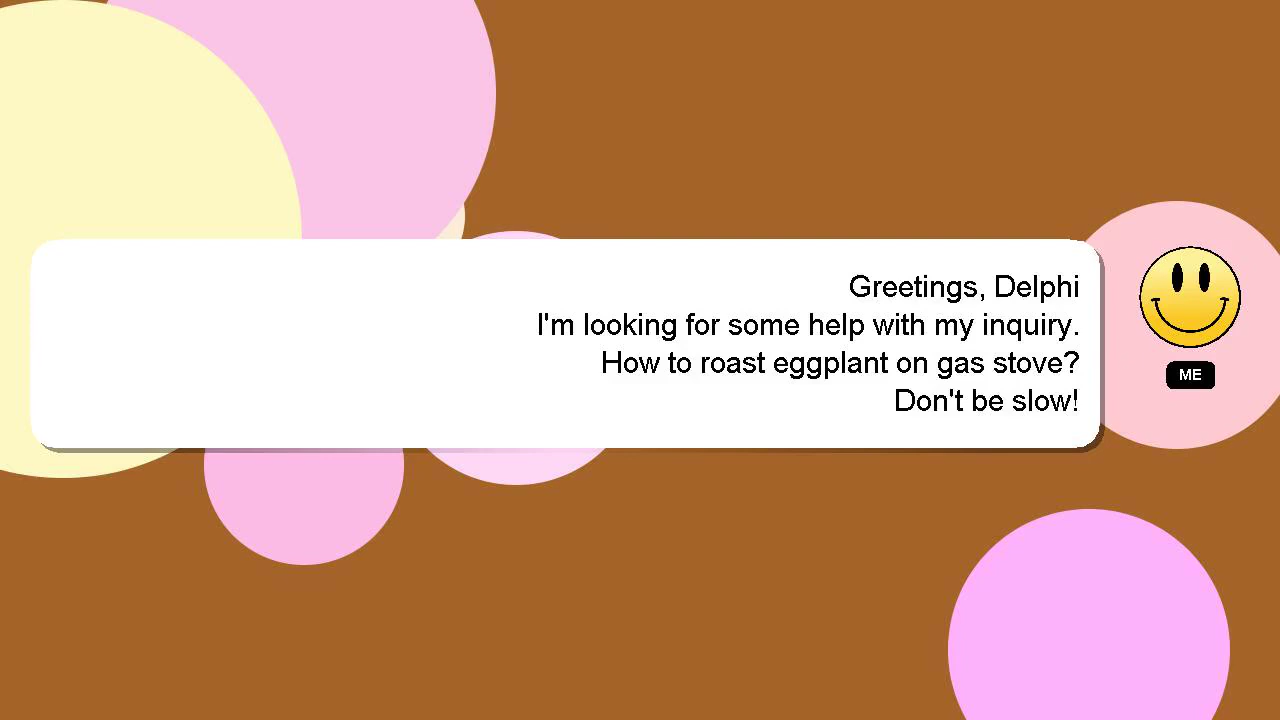 Greetings, Delphi
I'm looking for some help with my inquiry.
How to roast eggplant on gas stove?
Don't be slow!
ME